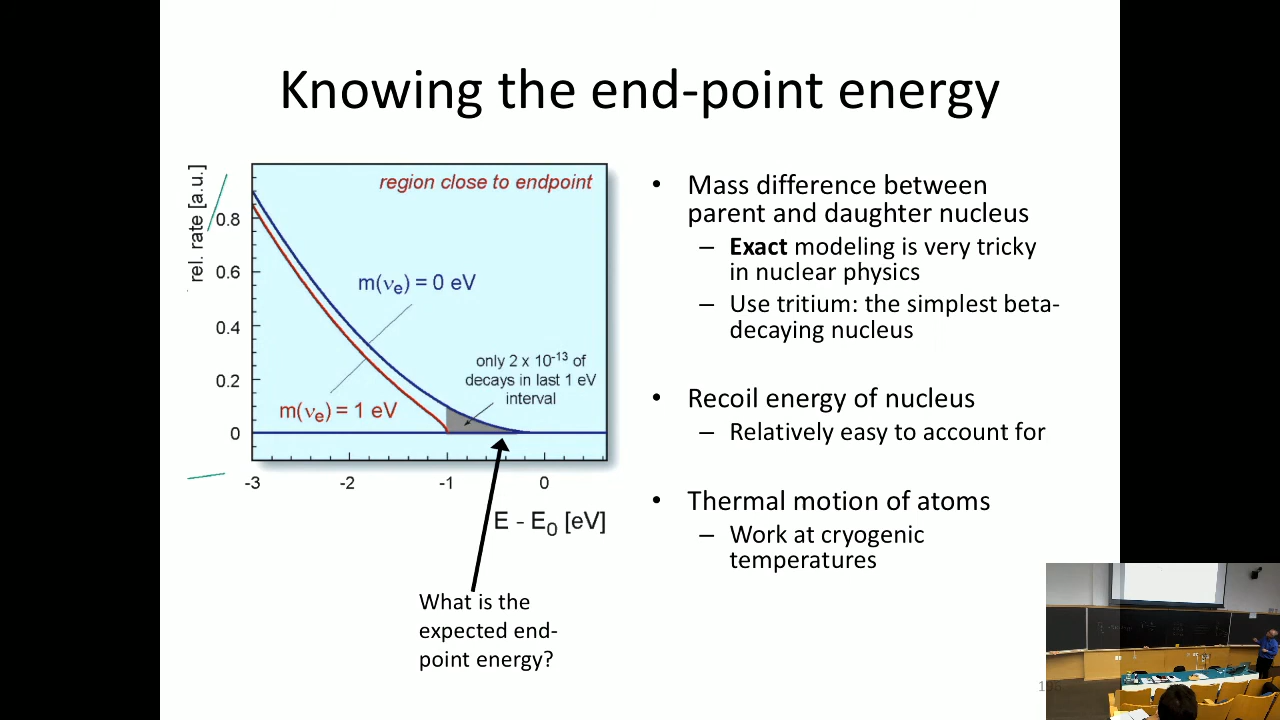 Knowing the end-point energy
rel. rate [a.u.]
region close to endpoint
0.8
0.6
0.4
0.2
0
m(νe) = 0 eV
only 2 x 10-13 of
decays in last 1 eV
interval
m(νe) = 1 eV
-3
-2
-1
0
E - E0 [eV]
What is the
expected end-
point energy?
• Mass difference between
parent and daughter nucleus
– Exact modeling is very tricky
in nuclear physics
– Use tritium: the simplest beta-
decaying nucleus
• Recoil energy of nucleus
– Relatively easy to account for
• Thermal motion of atoms
– Work at cryogenic
temperatures